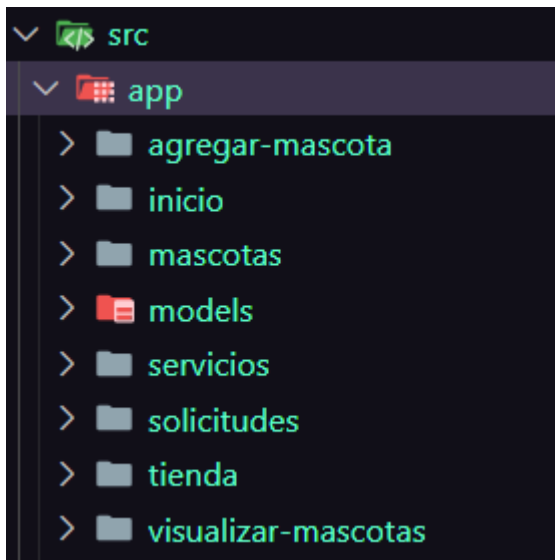 src
app
agregar-mascota
inicio
mascotas
models
servicios
solicitudes
tienda
visualizar-mascotas